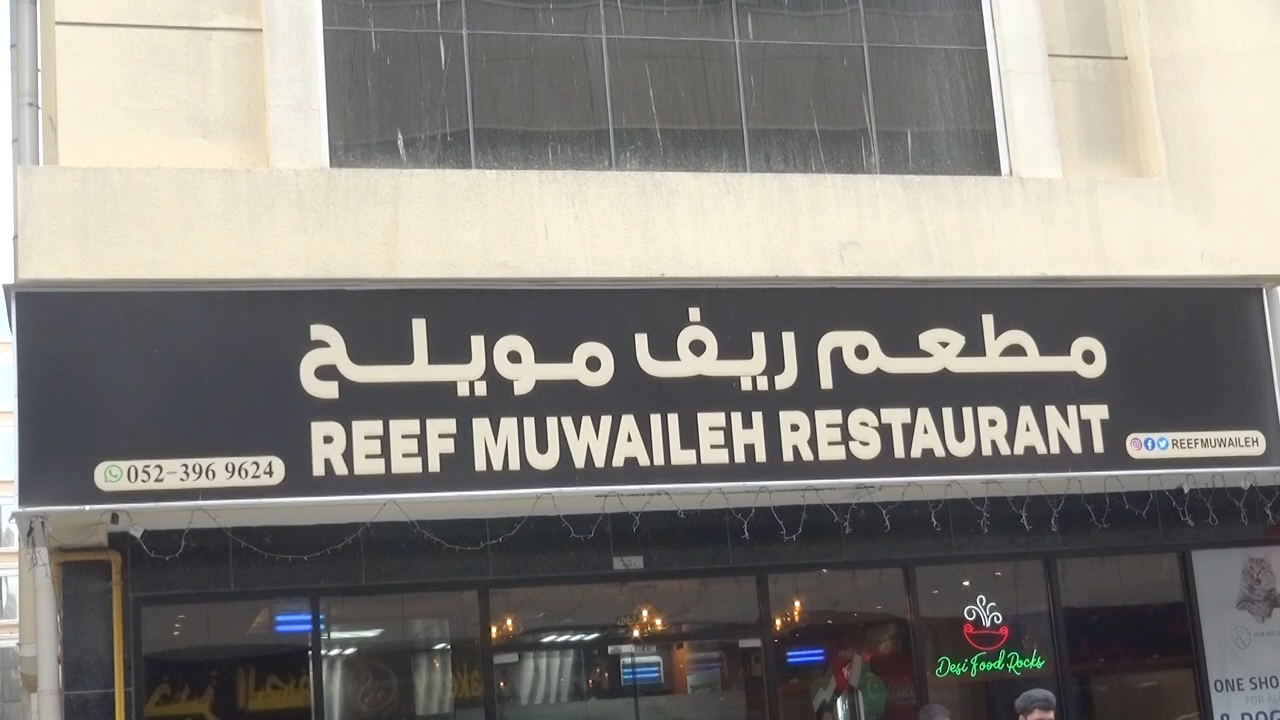 مطعم ريف مويلح
REEF MUWAILEH RESTAURANT
052-396 9624
REEFMUWAILEH
Desi Food Rocks
ONE SHO